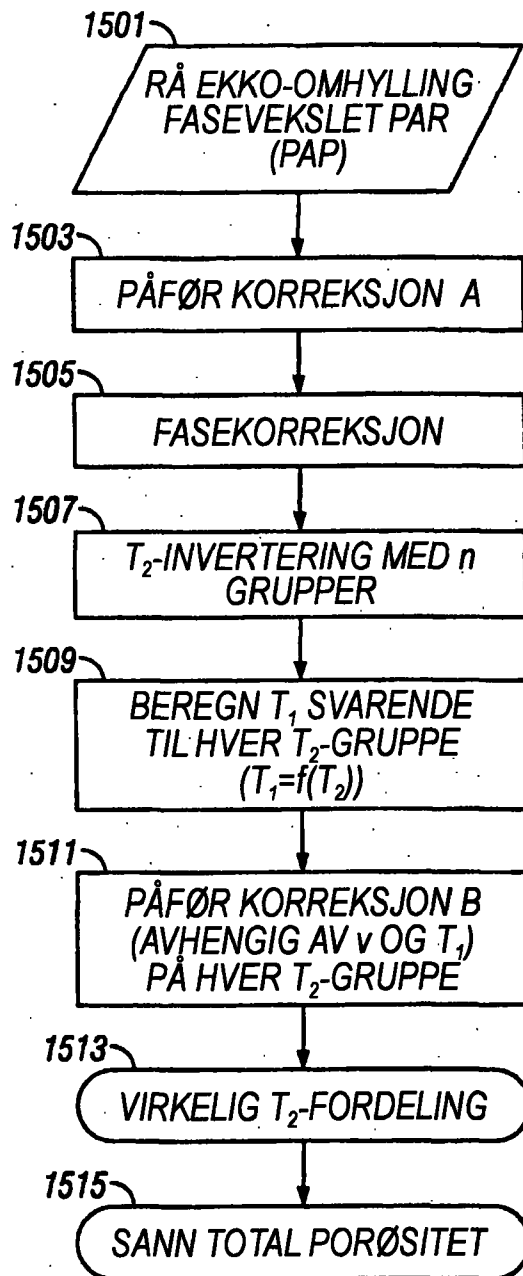 1501
RÅ EKKO-OMHYLLING
FASEVEKSLET PAR
(PAP)
1503
PÅFØR KORREKSJON A
1505
FASEKORREKSJON
1507
T₂-INVERTERING MED n
GRUPPER
1509
BEREGN T₁ SVARENDE
TIL HVER T₂-GRUPPE
(T₁=f(T₂))
1511
PÅFØR KORREKSJON B
(AVHENGIG AV v OG T₁)
PÅ HVER T₂-GRUPPE
1513
VIRKELIG T₂-FORDELING
1515
SANN TOTAL PORØSITET